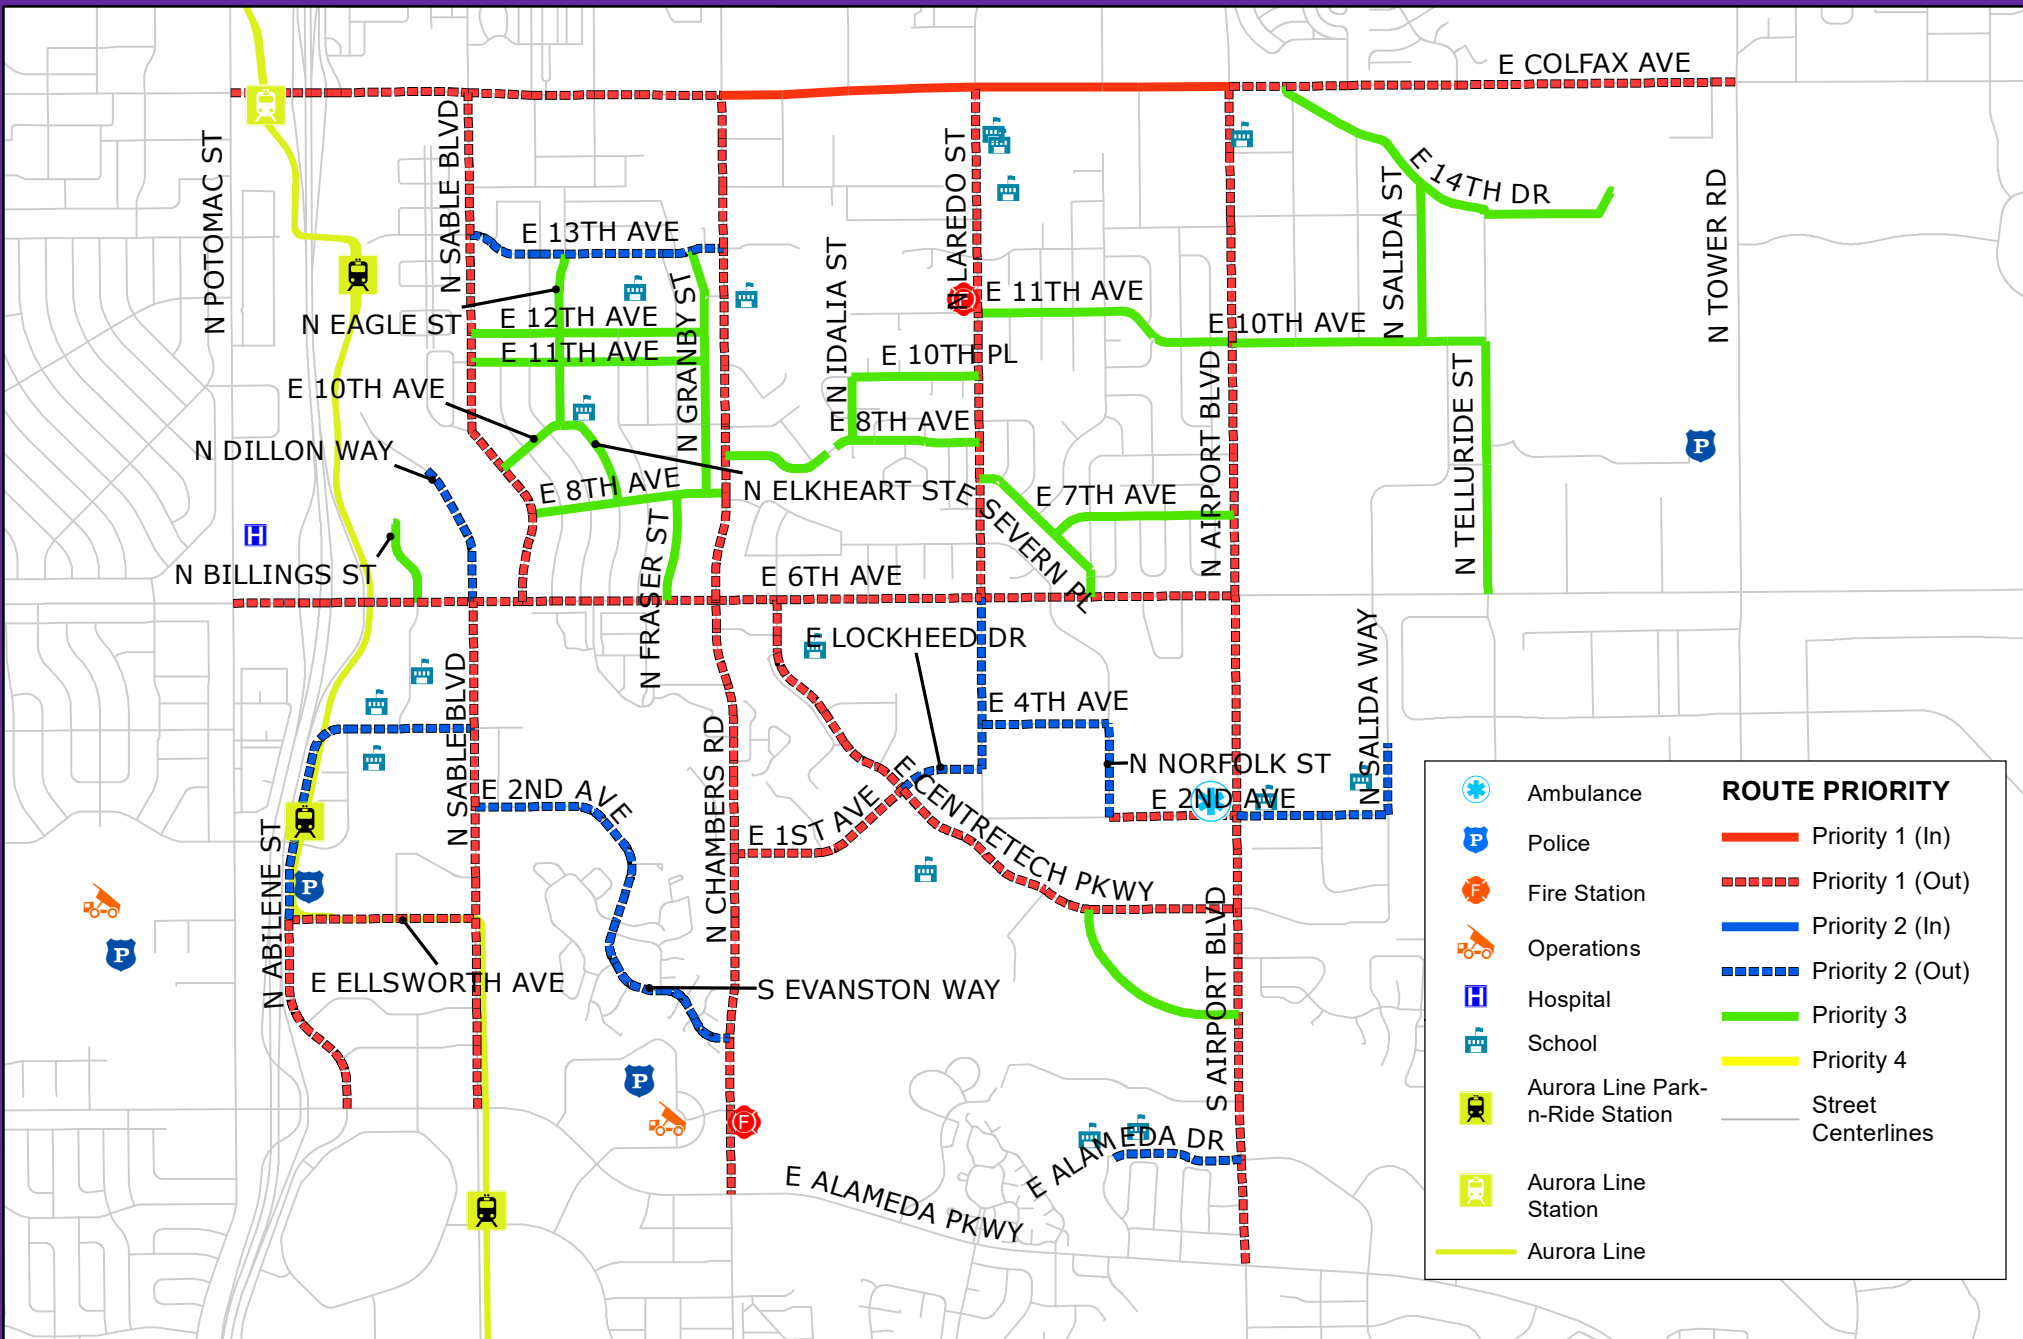 E COLFAX AVE
N POTOMAC ST
N SABLE BLVD
N LAREDO ST
E 14TH DR
N SALIDA ST
N TOWER RD
E 13TH AVE
N IDALIA ST
N GRANBY ST
E 11TH AVE
N EAGLE ST
E 12TH AVE
E 10TH AVE
E 11TH AVE
E 10TH PL
N AIRPORT BLVD
N TELLURIDE ST
E 10TH AVE
E 8TH AVE
N DILLON WAY
E 8TH AVE
N ELKHEART ST
E SEVERN PL
E 7TH AVE
N FRASER ST
N BILLINGS ST
E 6TH AVE
E LOCKHEED DR
N SALIDA WAY
N SABLE BLVD
E 4TH AVE
N CHAMBERS RD
N NORFOLK ST
E 2ND AVE
E 2ND AVE
E 1ST AVE
E CENTRETECH PKWY
N ABILENE ST
S AIRPORT BLVD
E ELLSWORTH AVE
S EVANSTON WAY
E ALAMEDA DR
E ALAMEDA PKWY
P
P
P
P
H
F
F
Ambulance
P
Police
F
Fire Station
Operations
H
Hospital
School
Aurora Line Park-
n-Ride Station
Aurora Line
Station
Aurora Line
ROUTE PRIORITY
Priority 1 (In)
Priority 1 (Out)
Priority 2 (In)
Priority 2 (Out)
Priority 3
Priority 4
Street
Centerlines